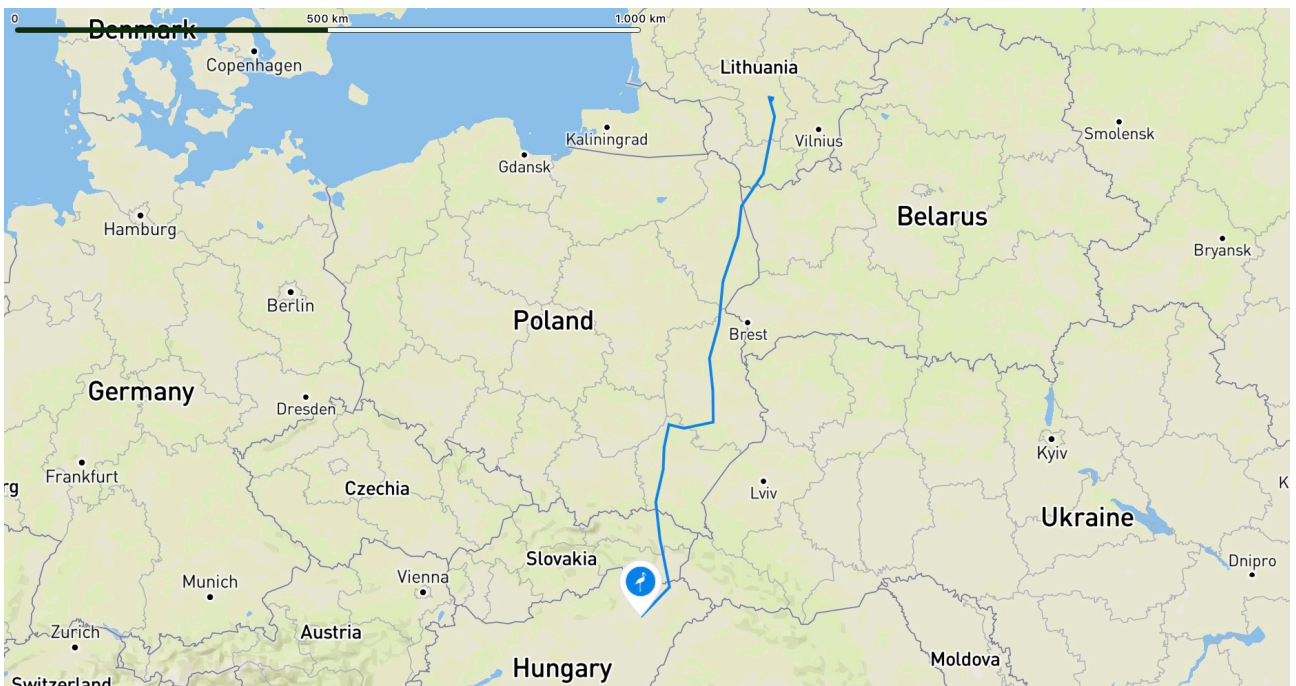 0
500 km
1.000 km
Denmark
Copenhagen
Lithuania
Kaliningrad
Vilnius
Smolensk
Gdansk
Hamburg
Belarus
Bryansk
Berlin
Poland
Brest
Germany
Dresden
Kyiv
Frankfurt
rg
Czechia
Lviv
K
Ukraine
Slovakia
Dnipro
Munich
Vienna
Zurich
Austria
Moldova
Hungary
Switzerland